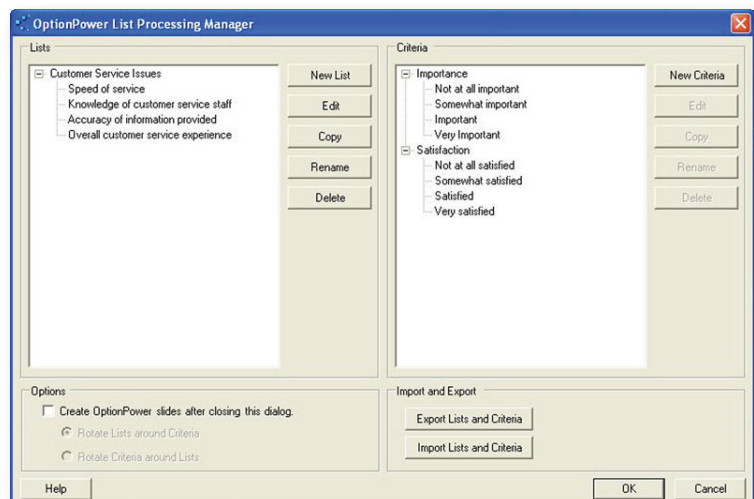 OptionPower List Processing Manager
Lists
Customer Service Issues
Speed of service
Knowledge of customer service staff
Accuracy of information provided
Overall customer service experience
New List
Edit
Copy
Rename
Delete
Criteria
Importance
Not at all important
Somewhat important
Important
Very Important
Satisfaction
Not at all satisfied
Somewhat satisfied
Satisfied
Very satisfied
New Criteria
Edit
Copy
Rename
Delete
Options
Create OptionPower slides after closing this dialog.
Rotate Lists around Criteria
Rotate Criteria around Lists
Import and Export
Export Lists and Criteria
Import Lists and Criteria
Help
OK
Cancel